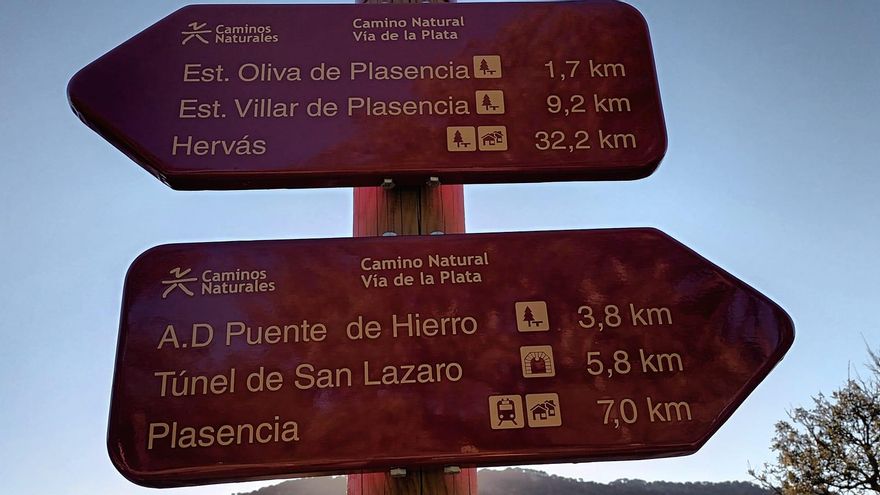 Caminos
Naturales
Camino Natural
Vía de la Plata
Est. Oliva de Plasencia 1,7 km
Est. Villar de Plasencia 9,2 km
Hervás 32,2 km
Caminos
Naturales
Camino Natural
Vía de la Plata
A.D Puente de Hierro 3,8 km
Túnel de San Lazaro 5,8 km
Plasencia 7,0 km